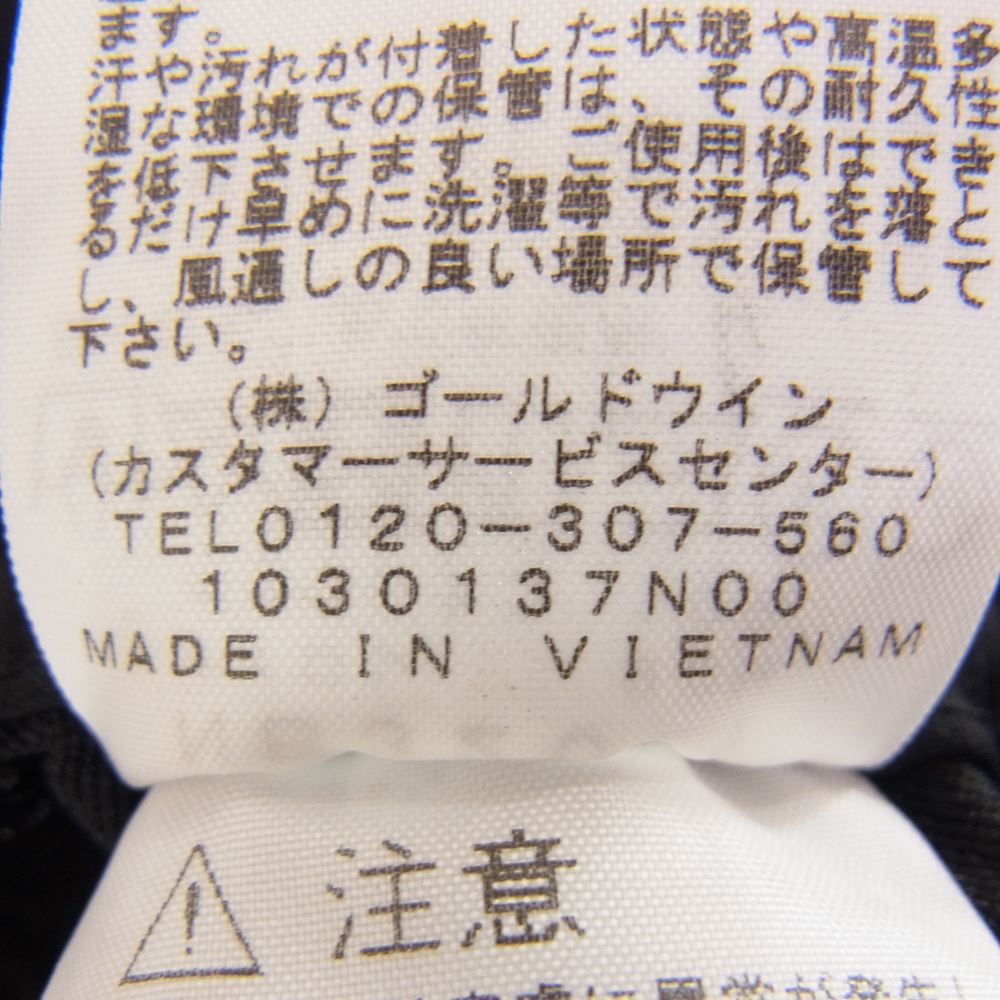 ます。
汗や汚れが付着した状態や高温多
湿な環境での保管は、その耐久性
を低下させます。ご使用後はできる
だけ早めに洗濯等で汚れを落とし、
風通しの良い場所で保管して
下さい。
(株) ゴールドウイン
(カスタマーサービスセンター)
TEL0120-307-560
1030137N00
MADE IN VIETNAM
注意